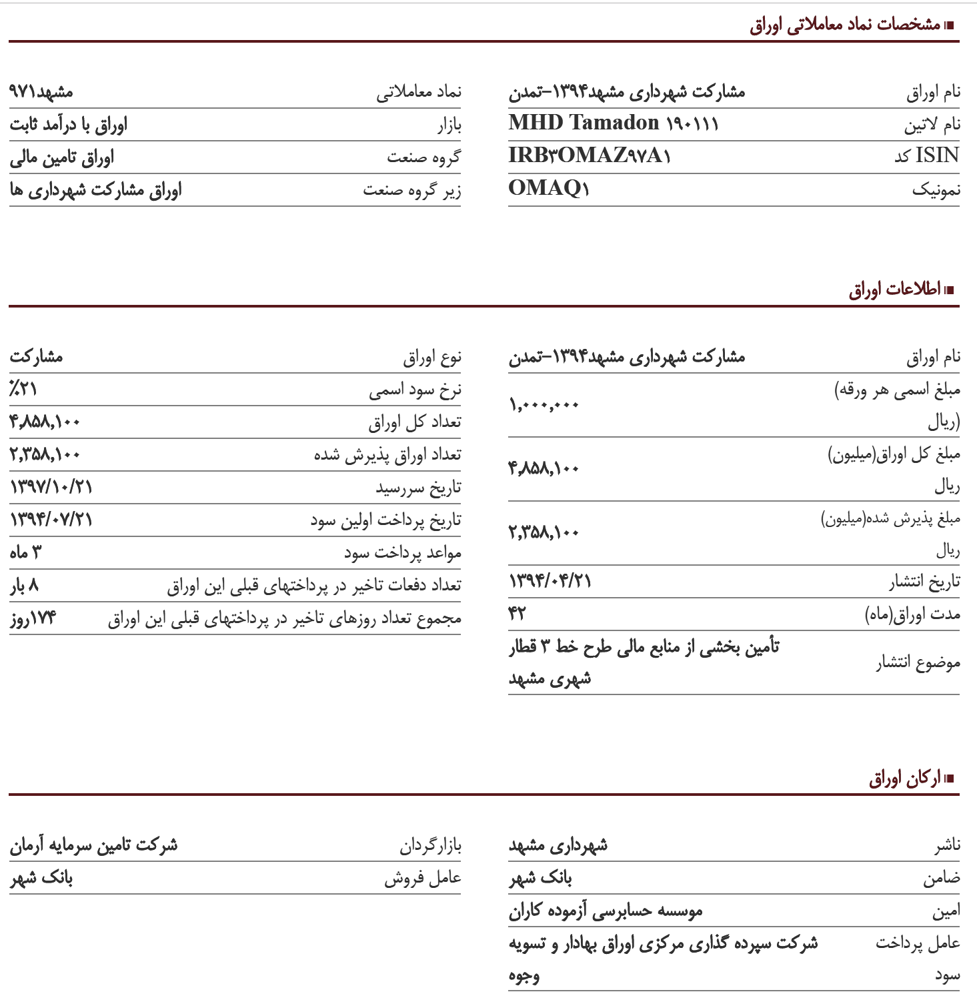 مشخصات نماد معاملاتی اوراق
نام اوراق مشارکت شهرداری مشهد۱۳۹۴-تمدن
نام لاتین MHD Tamadon ۱۹۰۱۱۱
ISIN کد IRB۳OMAZ۹۷A۱
نمونیک OMAQ۱
نماد معاملاتی مشهد۹۷۱
بازار اوراق با درآمد ثابت
گروه صنعت اوراق تامین مالی
زیر گروه صنعت اوراق مشارکت شهرداری ها
اطلاعات اوراق
نام اوراق مشارکت شهرداری مشهد۱۳۹۴-تمدن
مبلغ اسمی هر ورقه(
(ریال ۱,۰۰۰,۰۰۰
مبلغ کل اوراق(میلیون)
ریال ۴,۸۵۸,۱۰۰
مبلغ پذیرش شده(میلیون)
ریال ۲,۳۵۸,۱۰۰
تاریخ انتشار ۱۳۹۴/۰۴/۲۱
مدت اوراق(ماه) ۴۲
موضوع انتشار تأمین بخشی از منابع مالی طرح خط ۳ قطار
شهری مشهد
نوع اوراق مشارکت
نرخ سود اسمی ۲۱٪
تعداد کل اوراق ۴,۸۵۸,۱۰۰
تعداد اوراق پذیرش شده ۲,۳۵۸,۱۰۰
تاریخ سررسید ۱۳۹۷/۱۰/۲۱
تاریخ پرداخت اولین سود ۱۳۹۴/۰۷/۲۱
مواعد پرداخت سود ۳ ماه
تعداد دفعات تاخیر در پرداختهای قبلی این اوراق ۸ بار
مجموع تعداد روزهای تاخیر در پرداختهای قبلی این اوراق ۱۷۴روز
ارکان اوراق
ناشر شهرداری مشهد
ضامن بانک شهر
امین موسسه حسابرسی آزموده کاران
عامل پرداخت شرکت سپرده گذاری مرکزی اوراق بهادار و تسویه
سود وجوه
بازارگردان شرکت تامین سرمایه آرمان
عامل فروش بانک شهر